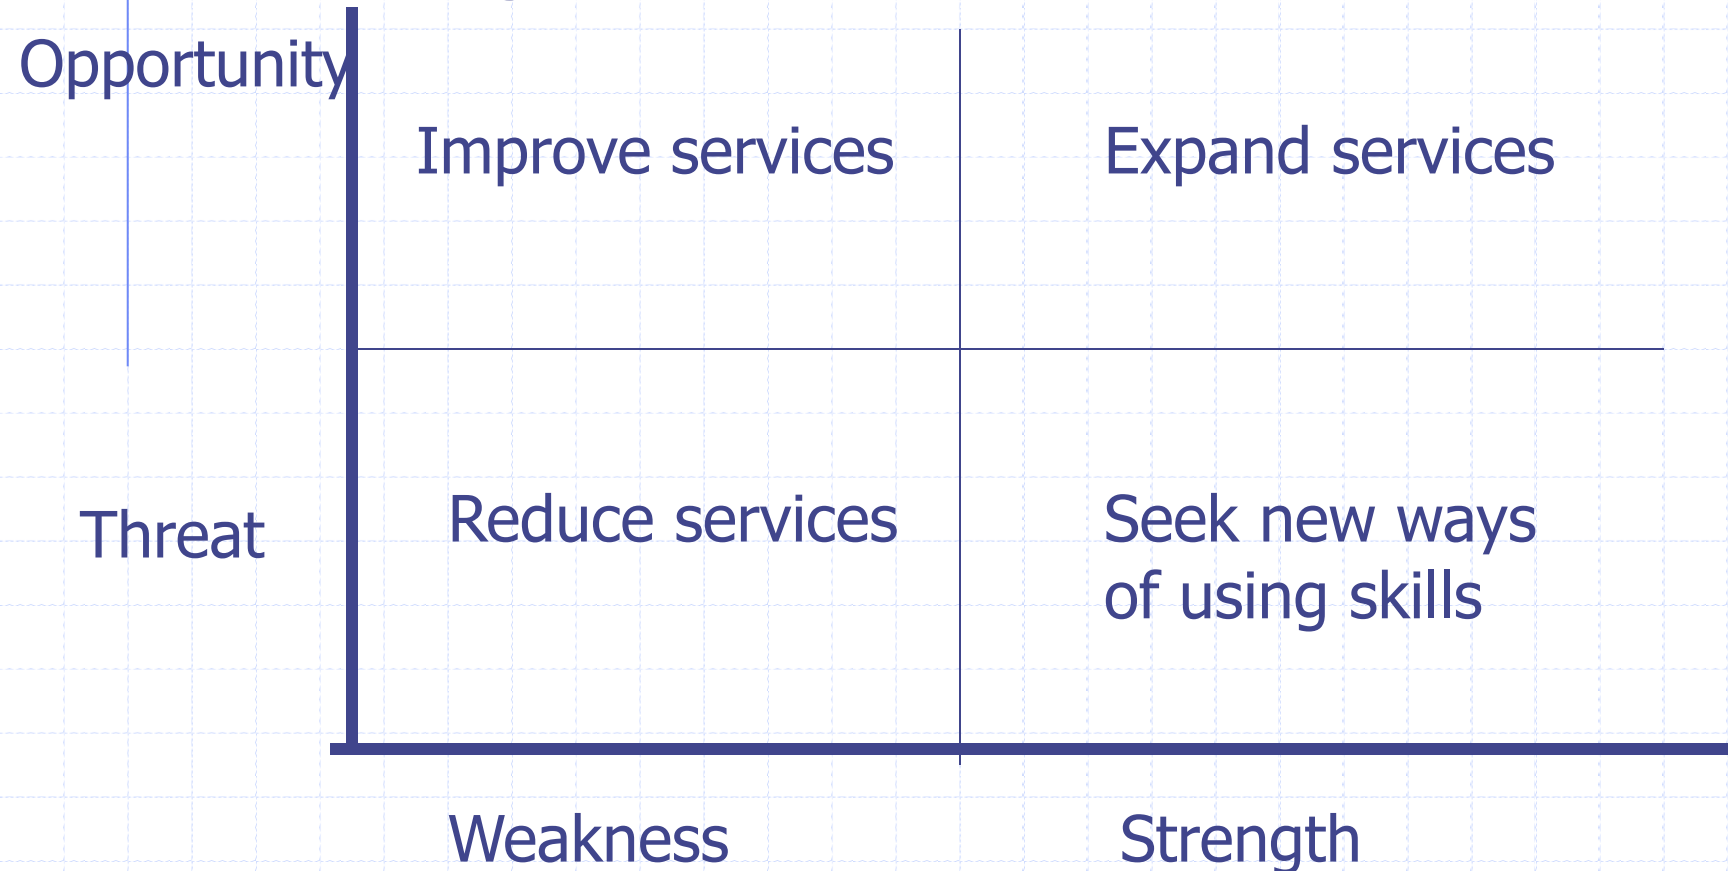 Opportunity
Improve services
Expand services
Threat
Reduce services
Seek new ways
of using skills
Weakness
Strength